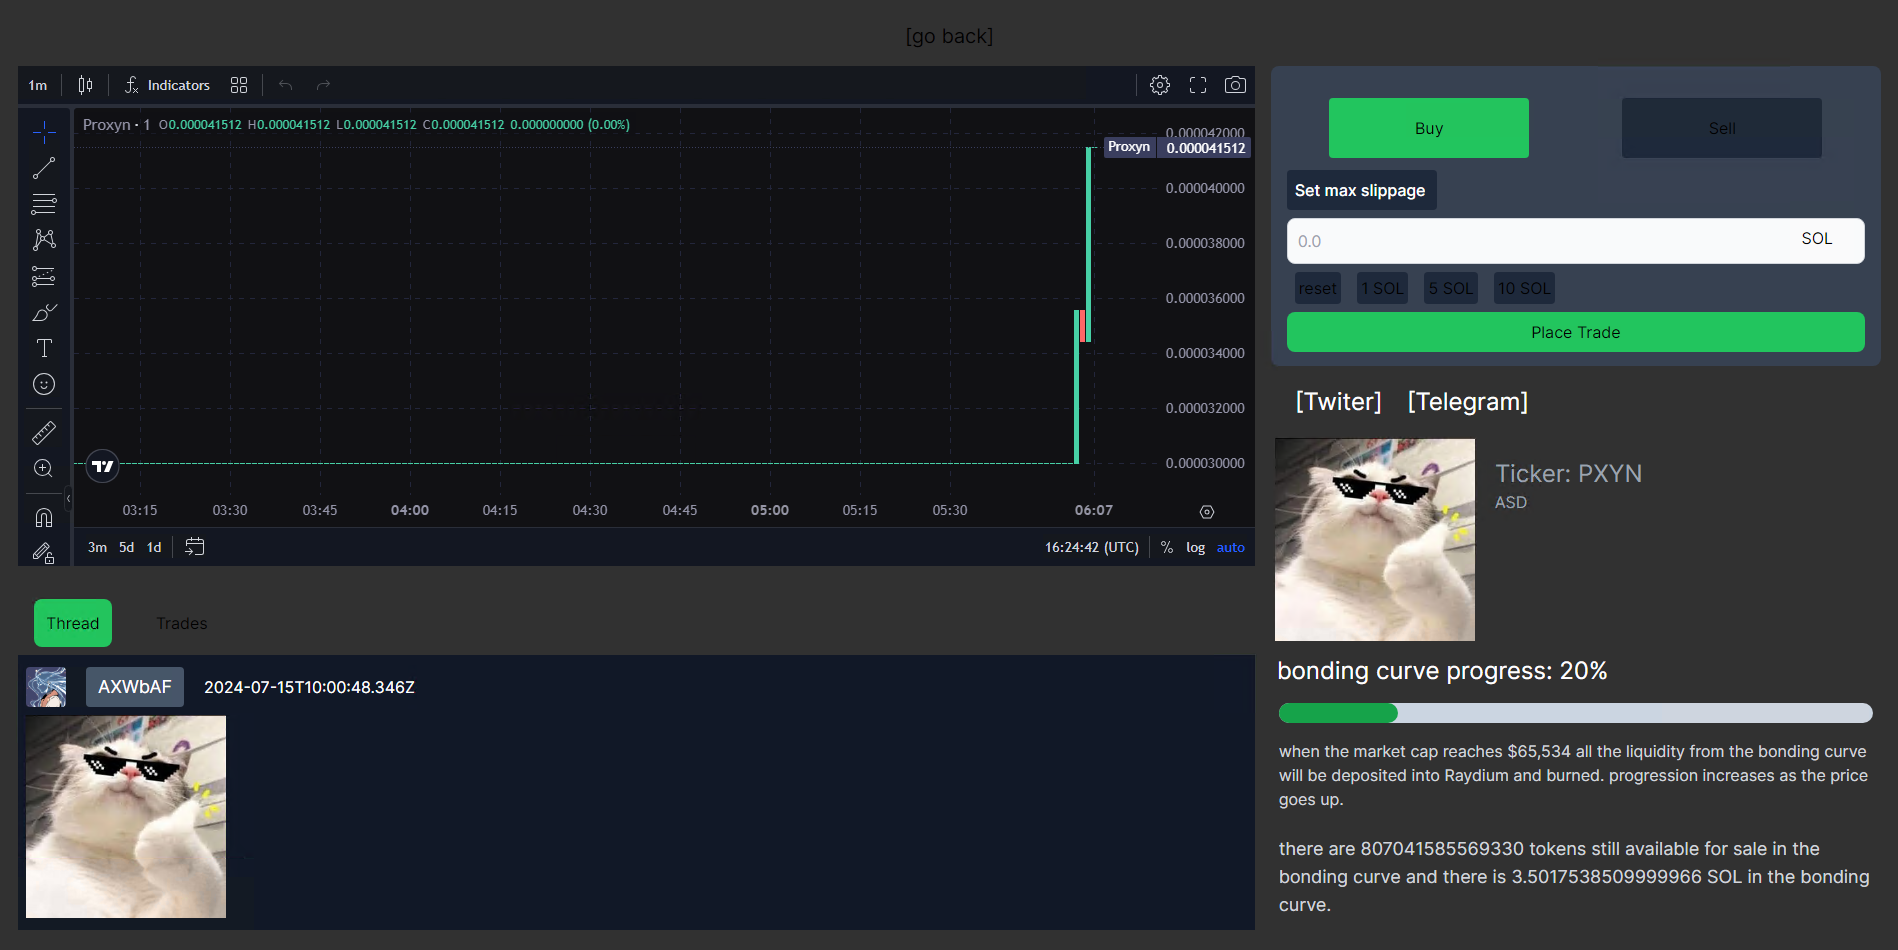 [go back]
1m Indicators
Proxyn · 1 O0.000041512 H0.000041512 L0.000041512 C0.000041512 0.000000000 (0.00%)
0.000042000
Proxyn 0.000041512
0.000040000
0.000038000
0.000036000
0.000034000
0.000032000
0.000030000
03:15 03:30 03:45 04:00 04:15 04:30 04:45 05:00 05:15 05:30 06:07
3m 5d 1d 16:24:42 (UTC) % log auto
Thread Trades
AXWbAF 2024-07-15T10:00:48.346Z
Buy Sell
Set max slippage
0.0 SOL
reset 1 SOL 5 SOL 10 SOL
Place Trade
[Twiter] [Telegram]
Ticker: PXYN
ASD
bonding curve progress: 20%
when the market cap reaches $65,534 all the liquidity from the bonding curve
will be deposited into Raydium and burned. progression increases as the price
goes up.
there are 807041585569330 tokens still available for sale in the
bonding curve and there is 3.5017538509999966 SOL in the bonding
curve.